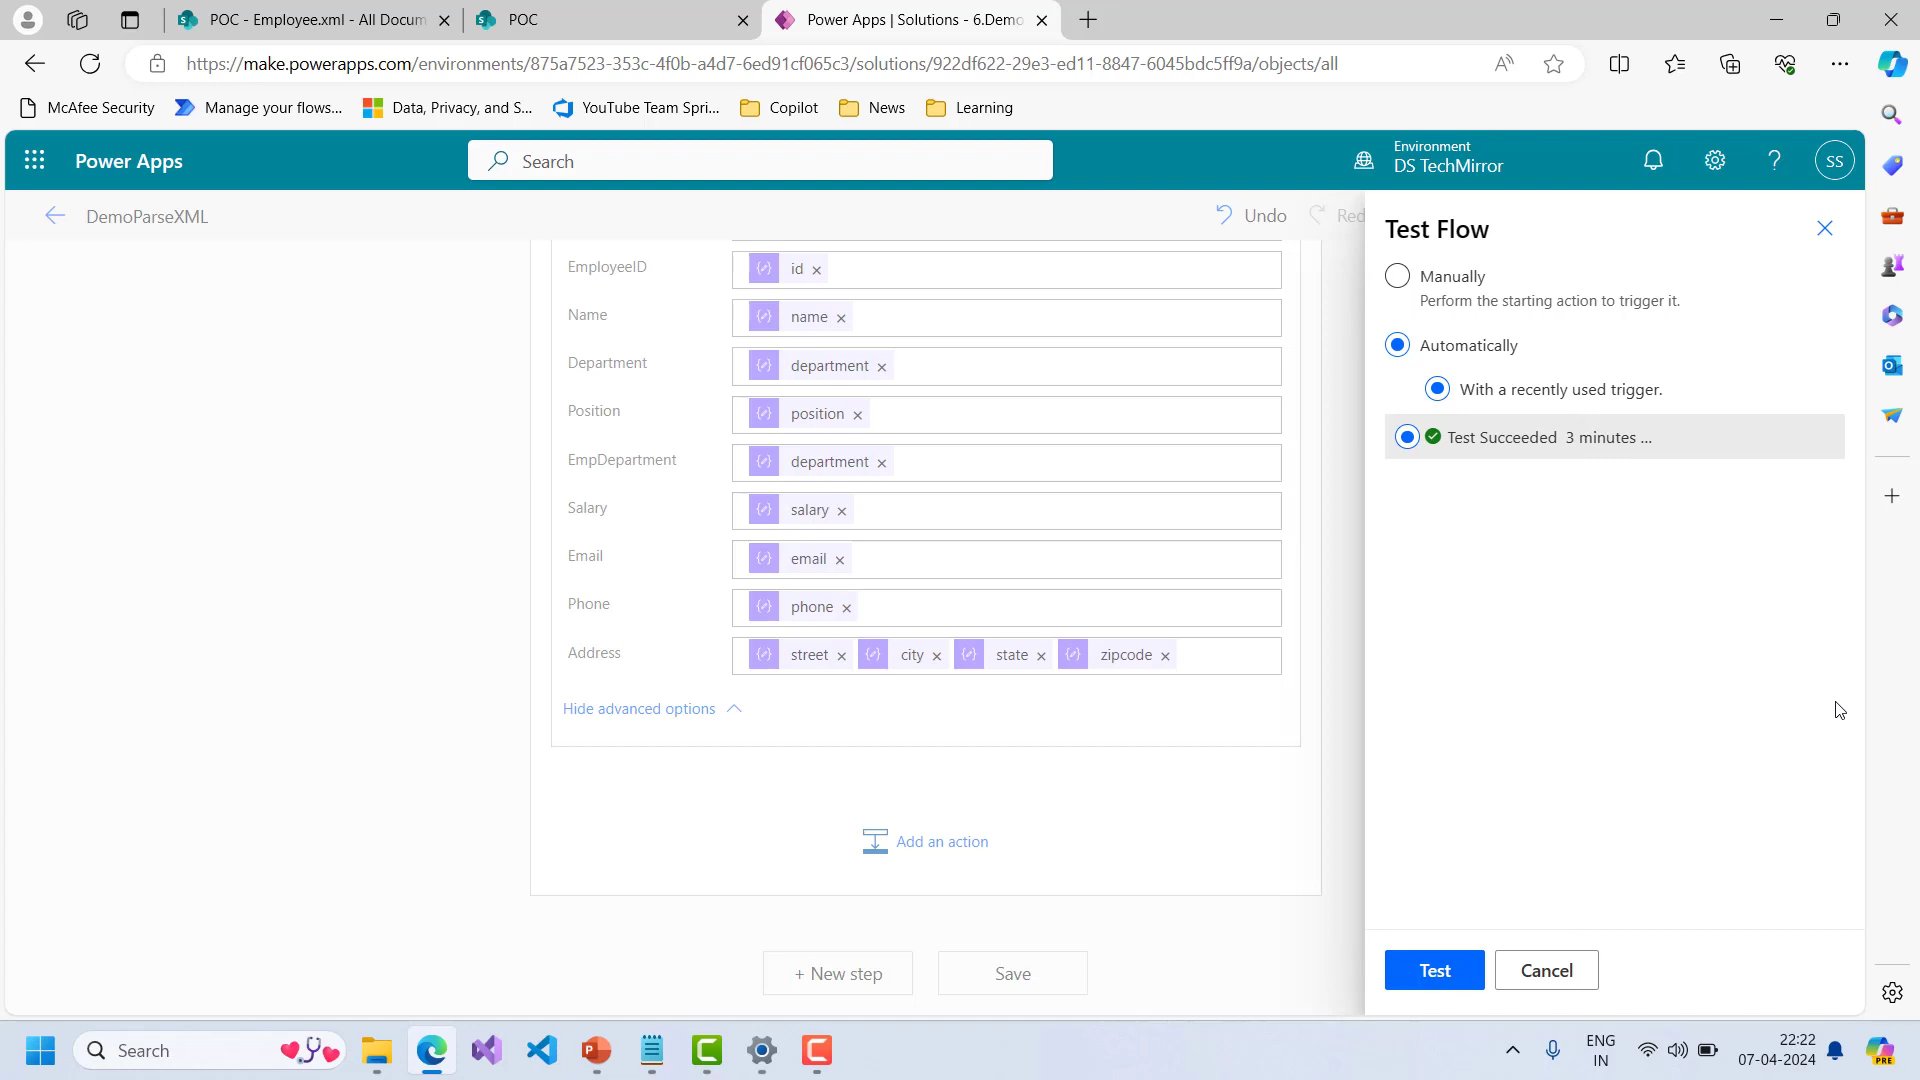 POC - Employee.xml - All Docum
POC
Power Apps | Solutions - 6.Demo
https://make.powerapps.com/environments/875a7523-353c-4f0b-a4d7-6ed91cf065c3/solutions/922df622-29e3-ed11-8847-6045bdc5ff9a/objects/all
McAfee Security
Manage your flows...
Data, Privacy, and S...
YouTube Team Spri...
Copilot
News
Learning
Power Apps
Search
Environment
DS TechMirror
SS
DemoParseXML
Undo
Red
EmployeeID
id
Name
name
Department
department
Position
position
EmpDepartment
department
Salary
salary
Email
email
Phone
phone
Address
street city state zipcode
Hide advanced options
Add an action
+ New step
Save
Test Flow
Manually
Perform the starting action to trigger it.
Automatically
With a recently used trigger.
Test Succeeded 3 minutes ...
Test
Cancel
Search
ENG
IN
22:22
07-04-2024
PRE